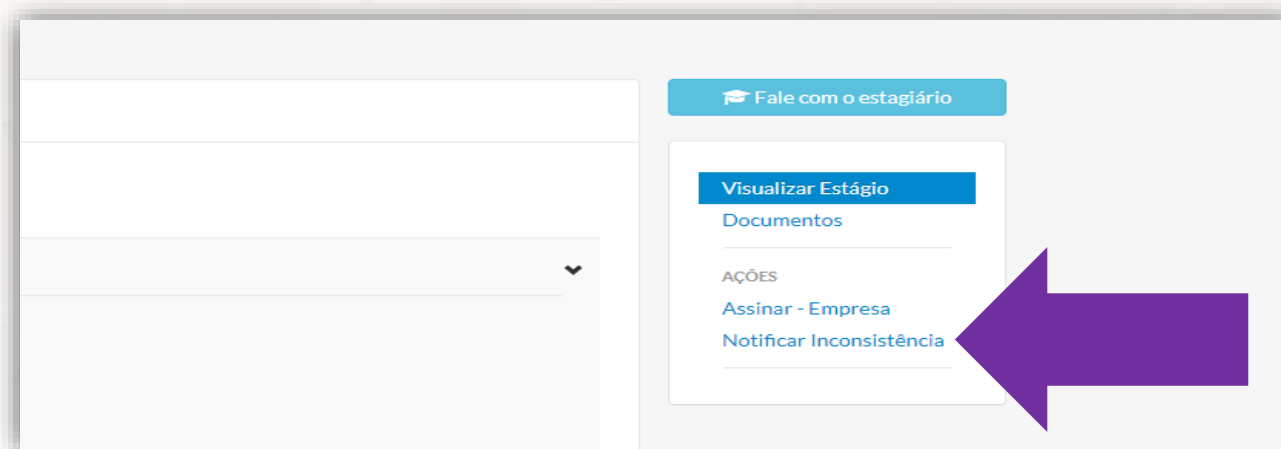 Fale com o estagiário
Visualizar Estágio
Documentos
AÇÕES
Assinar - Empresa
Notificar Inconsistência